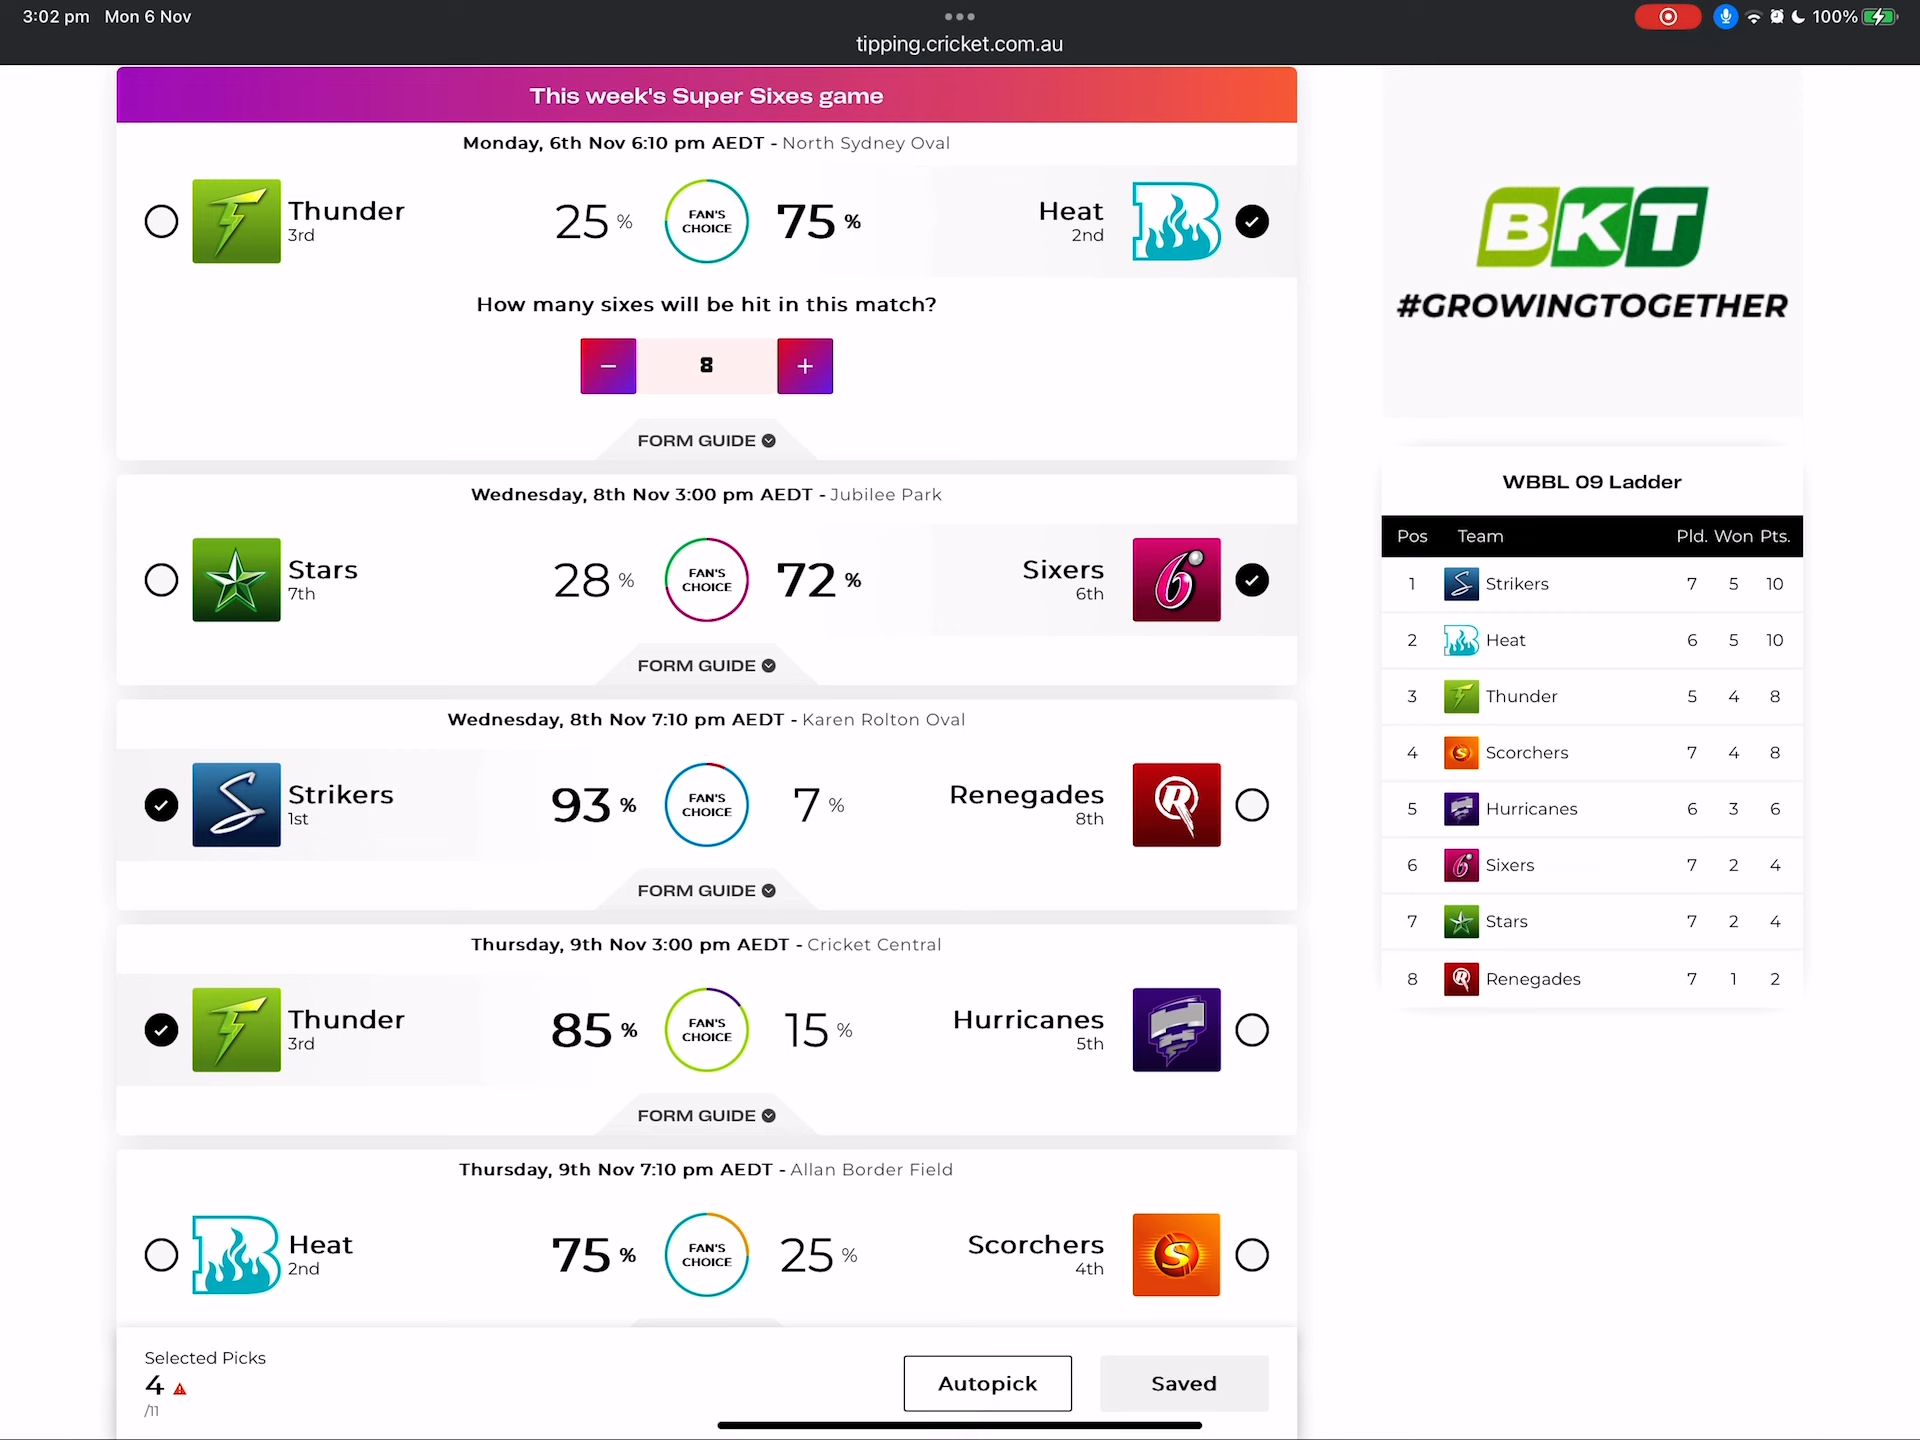 3:02 pm Mon 6 Nov
100%
tipping.cricket.com.au
This week's Super Sixes game
Monday, 6th Nov 6:10 pm AEDT - North Sydney Oval
Thunder
3rd
25 %
FAN'S
CHOICE
75 %
Heat
2nd
How many sixes will be hit in this match?
− 8 +
FORM GUIDE
Wednesday, 8th Nov 3:00 pm AEDT - Jubilee Park
Stars
7th
28 %
FAN'S
CHOICE
72 %
Sixers
6th
6
FORM GUIDE
Wednesday, 8th Nov 7:10 pm AEDT - Karen Rolton Oval
S
Strikers
1st
93 %
FAN'S
CHOICE
7 %
Renegades
8th
R
FORM GUIDE
Thursday, 9th Nov 3:00 pm AEDT - Cricket Central
Thunder
3rd
85 %
FAN'S
CHOICE
15 %
Hurricanes
5th
FORM GUIDE
Thursday, 9th Nov 7:10 pm AEDT - Allan Border Field
B
Heat
2nd
75 %
FAN'S
CHOICE
25 %
Scorchers
4th
S
Selected Picks
4
/11
Autopick
Saved
BKT
#GROWINGTOGETHER
WBBL 09 Ladder
Pos Team Pld. Won Pts.
1 Strikers 7 5 10
2 Heat 6 5 10
3 Thunder 5 4 8
4 Scorchers 7 4 8
5 Hurricanes 6 3 6
6 Sixers 7 2 4
7 Stars 7 2 4
8 Renegades 7 1 2